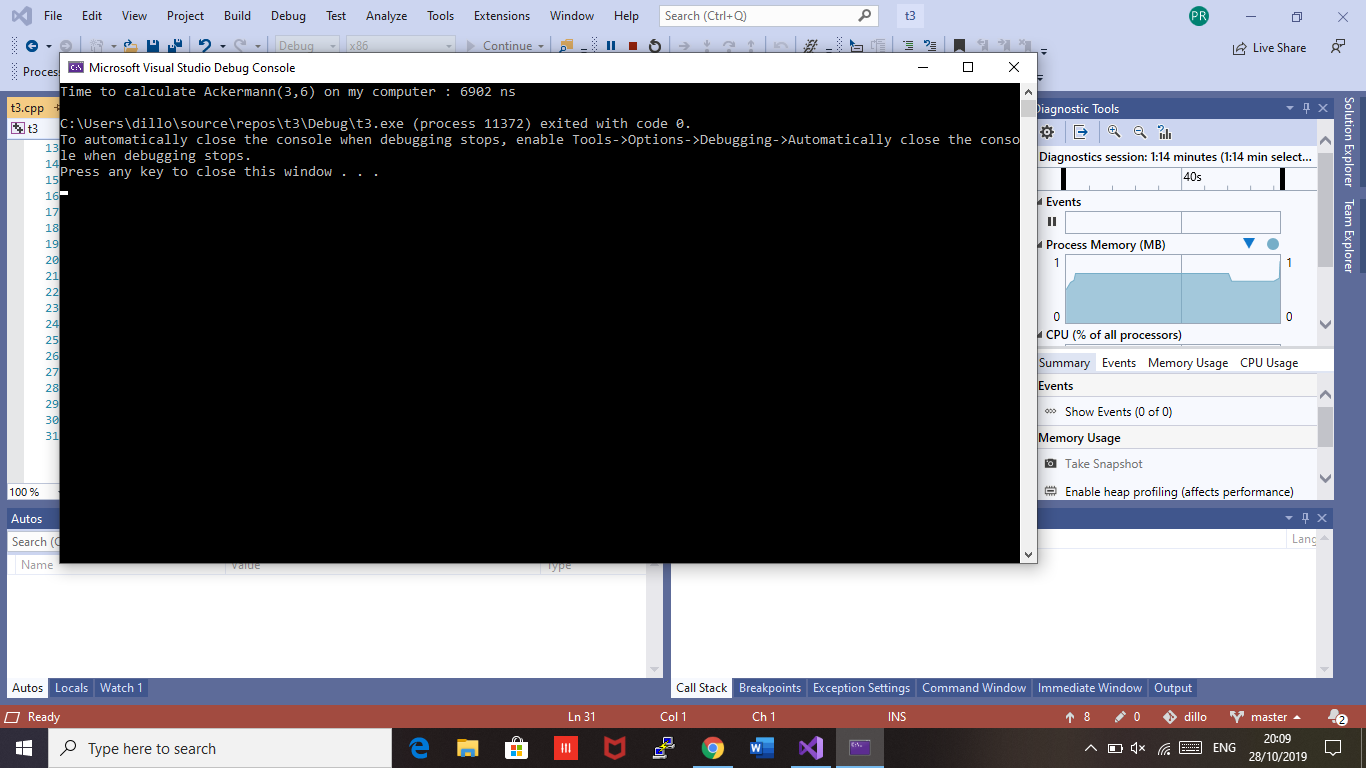 File Edit View Project Build Debug Test Analyze Tools Extensions Window Help Search (Ctrl+Q) t3 PR
Debug x86 Continue Live Share
Process
Microsoft Visual Studio Debug Console
Time to calculate Ackermann(3,6) on my computer : 6902 ns
C:\Users\dillo\source\repos\t3\Debug\t3.exe (process 11372) exited with code 0.
To automatically close the console when debugging stops, enable Tools->Options->Debugging->Automatically close the conso
le when debugging stops.
Press any key to close this window . . .
t3.cpp
t3
13
14
15
16
17
18
19
20
21
22
23
24
25
26
27
28
29
30
31
100 %
Diagnostic Tools
Diagnostics session: 1:14 minutes (1:14 min select...
40s
Events
Process Memory (MB)
1 1
0 0
CPU (% of all processors)
Summary Events Memory Usage CPU Usage
Events
Show Events (0 of 0)
Memory Usage
Take Snapshot
Enable heap profiling (affects performance)
Solution Explorer
Team Explorer
Autos
Search (C
Name Value Type
Lang
Autos Locals Watch 1
Call Stack Breakpoints Exception Settings Command Window Immediate Window Output
Ready Ln 31 Col 1 Ch 1 INS 8 0 dillo master 2
Type here to search
ENG
20:09
28/10/2019